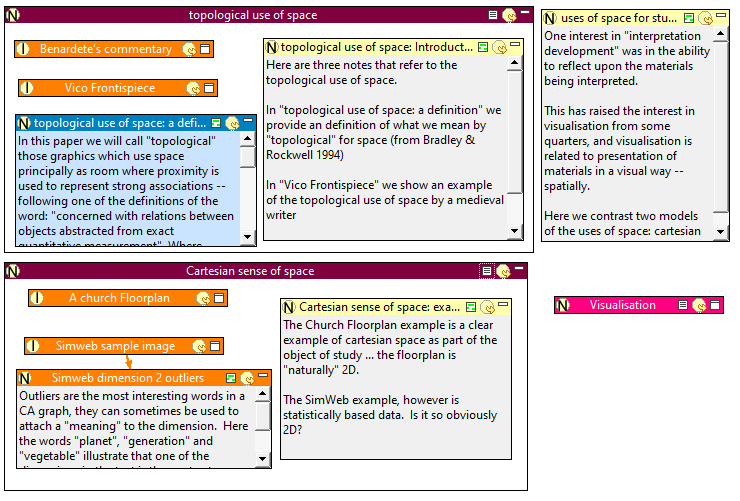 topological use of space
Benardete's commentary
Vico Frontispiece
topological use of space: a defi...
In this paper we will call "topological"
those graphics which use space
principally as room where proximity is
used to represent strong associations --
following one of the definitions of the
word: "concerned with relations between
objects abstracted from exact
quantitative measurement". Where
topological use of space: Introduct...
Here are three notes that refer to the
topological use of space.
In "topological use of space: a definition" we
provide an definition of what we mean by
"topological" for space (from Bradley &
Rockwell 1994)
In "Vico Frontispiece" we show an example
of the topological use of space by a medieval
writer
uses of space for stu...
One interest in "interpretation
development" was in the ability
to reflect upon the materials
being interpreted.
This has raised the interest in
visualisation from some
quarters, and visualisation is
related to presentation of
materials in a visual way --
spatially.
Here we contrast two models
of the uses of space: cartesian
Cartesian sense of space
A church Floorplan
Simweb sample image
Simweb dimension 2 outliers
Outliers are the most interesting words in a
CA graph, they can sometimes be used to
attach a "meaning" to the dimension. Here
the words "planet", "generation" and
"vegetable" illustrate that one of the
Cartesian sense of space: exa...
The Church Floorplan example is a clear
example of cartesian space as part of the
object of study ... the floorplan is
"naturally" 2D.
The SimWeb example, however is
statistically based data. Is it so obviously
2D?
Visualisation